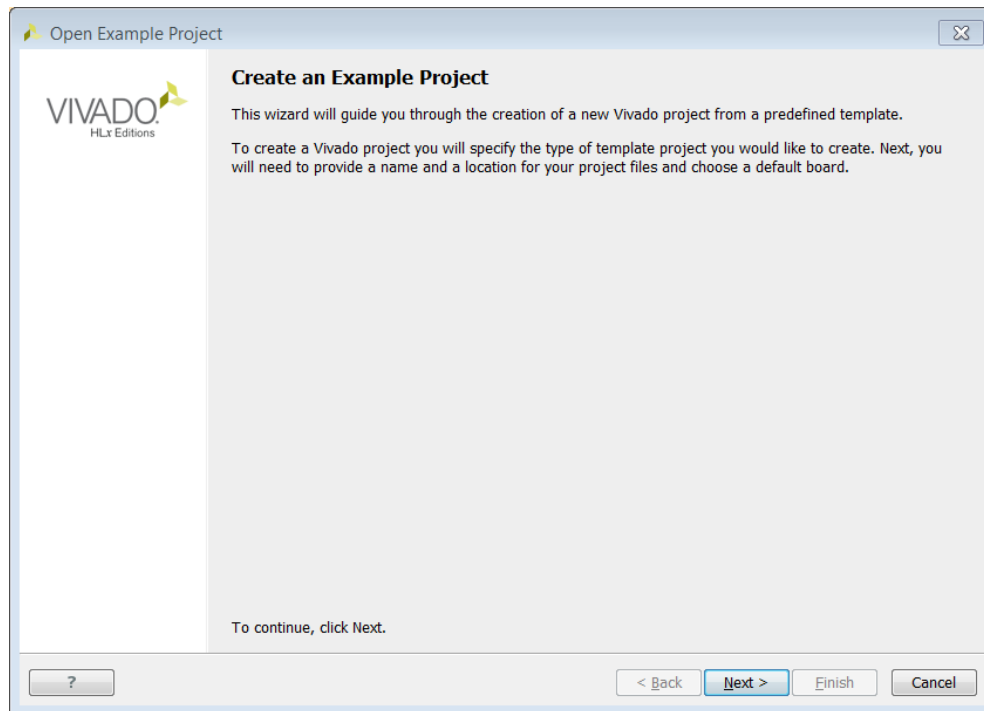 Open Example Project
VIVADO.
HLx Editions
Create an Example Project
This wizard will guide you through the creation of a new Vivado project from a predefined template.
To create a Vivado project you will specify the type of template project you would like to create. Next, you
will need to provide a name and a location for your project files and choose a default board.
To continue, click Next.
?
< Back
Next >
Finish
Cancel